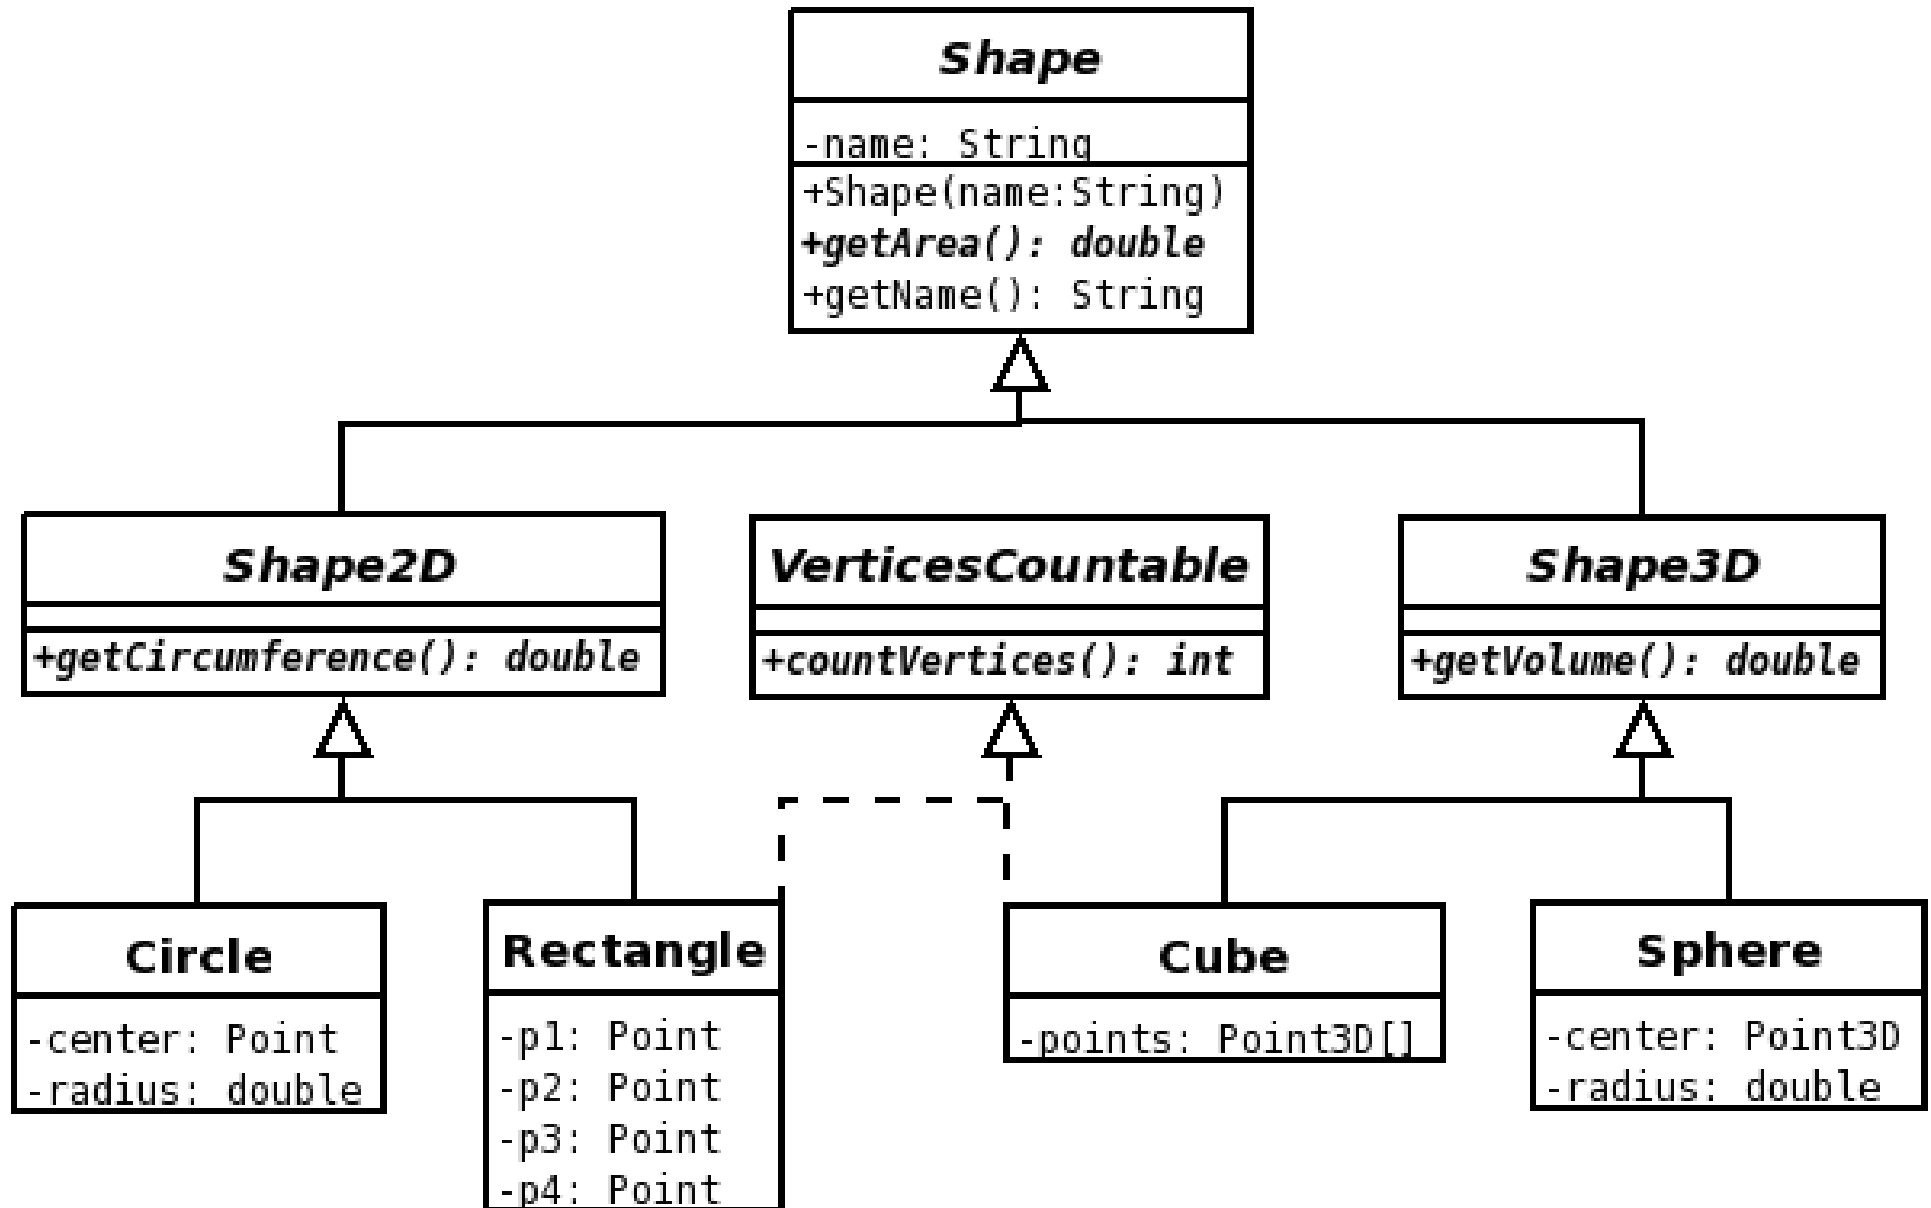 Shape
-name: String
+Shape(name:String)
+getArea(): double
+getName(): String
Shape2D
+getCircumference(): double
VerticesCountable
+countVertices(): int
Shape3D
+getVolume(): double
Circle
-center: Point
-radius: double
Rectangle
-p1: Point
-p2: Point
-p3: Point
-p4: Point
Cube
-points: Point3D[]
Sphere
-center: Point3D
-radius: double